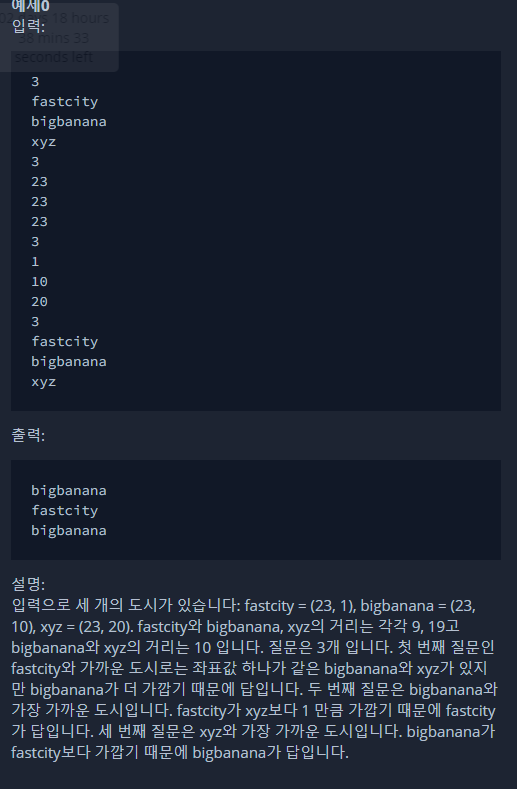 예제0
02 days 18 hours
입력:
38 mins 33
seconds left
3
fastcity
bigbanana
xyz
3
23
23
23
3
1
10
20
3
fastcity
bigbanana
xyz
출력:
bigbanana
fastcity
bigbanana
설명:
입력으로 세 개의 도시가 있습니다: fastcity = (23, 1), bigbanana = (23,
10), xyz = (23, 20). fastcity와 bigbanana, xyz의 거리는 각각 9, 19고
bigbanana와 xyz의 거리는 10 입니다. 질문은 3개 입니다. 첫 번째 질문인
fastcity와 가까운 도시로는 좌표값 하나가 같은 bigbanana와 xyz가 있지
만 bigbanana가 더 가깝기 때문에 답입니다. 두 번째 질문은 bigbanana와
가장 가까운 도시입니다. fastcity가 xyz보다 1 만큼 가깝기 때문에 fastcity
가 답입니다. 세 번째 질문은 xyz와 가장 가까운 도시입니다. bigbanana가
fastcity보다 가깝기 때문에 bigbanana가 답입니다.